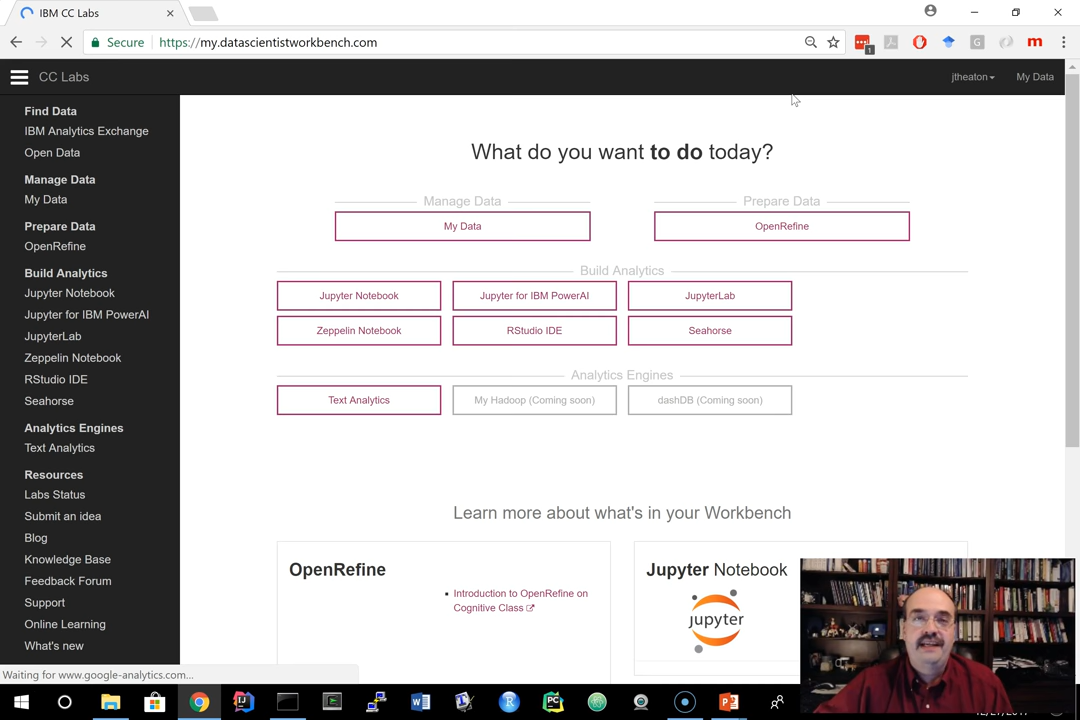 IBM CC Labs
Secure
https://my.datascientistworkbench.com
1
G
m
CC Labs
jtheaton
My Data
Find Data
IBM Analytics Exchange
Open Data
Manage Data
My Data
Prepare Data
OpenRefine
Build Analytics
Jupyter Notebook
Jupyter for IBM PowerAI
JupyterLab
Zeppelin Notebook
RStudio IDE
Seahorse
Analytics Engines
Text Analytics
Resources
Labs Status
Submit an idea
Blog
Knowledge Base
Feedback Forum
Support
Online Learning
What's new
What do you want to do today?
Manage Data
Prepare Data
My Data
OpenRefine
Build Analytics
Jupyter Notebook
Jupyter for IBM PowerAI
JupyterLab
Zeppelin Notebook
RStudio IDE
Seahorse
Analytics Engines
Text Analytics
My Hadoop (Coming soon)
dashDB (Coming soon)
Learn more about what's in your Workbench
OpenRefine
Introduction to OpenRefine on
Cognitive Class
Jupyter Notebook
jupyter
Waiting for www.google-analytics.com...